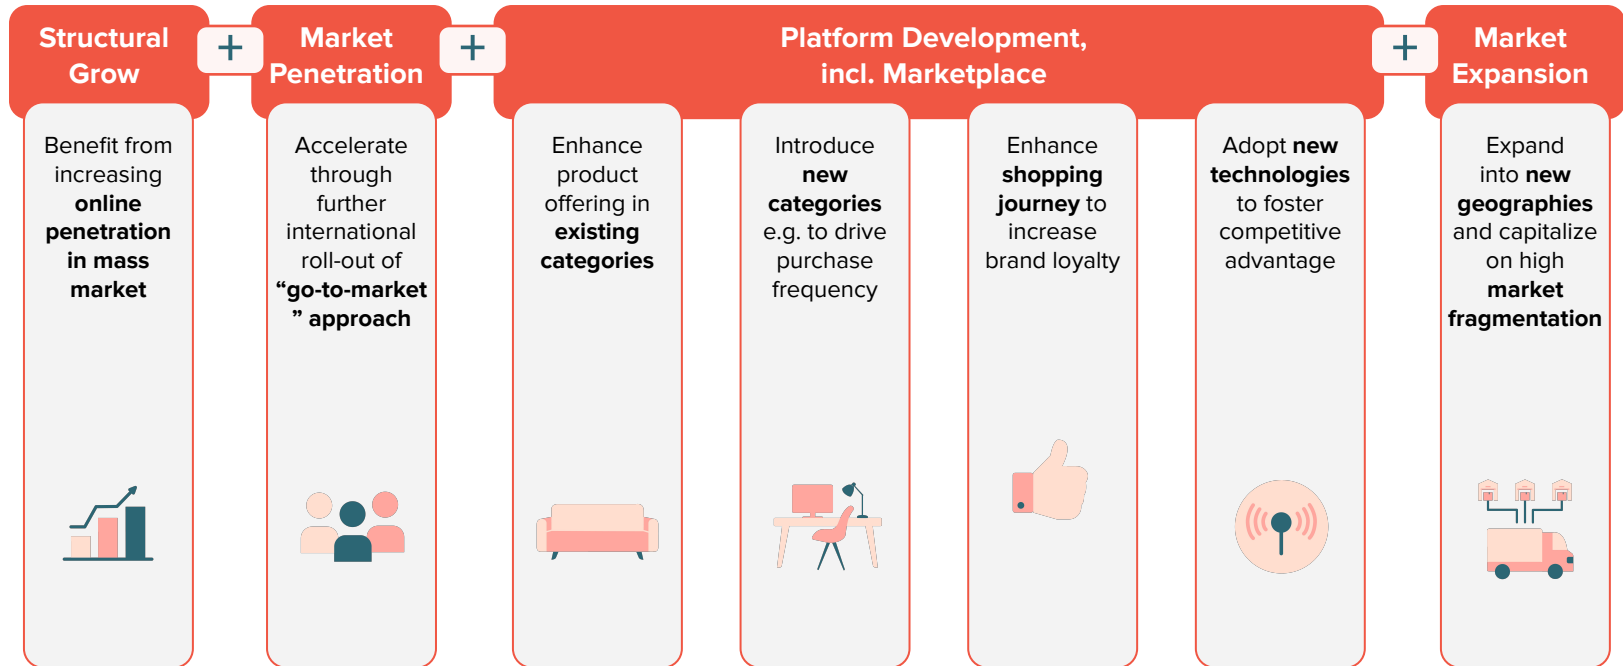 Structural
Grow
+
Market
Penetration
+
Platform Development,
incl. Marketplace
+
Market
Expansion
Benefit from
increasing
online
penetration
in mass
market
Accelerate
through
further
international
roll-out of
“go-to-market
” approach
Enhance
product
offering in
existing
categories
Introduce
new
categories
e.g. to drive
purchase
frequency
Enhance
shopping
journey to
increase
brand loyalty
Adopt new
technologies
to foster
competitive
advantage
Expand
into new
geographies
and capitalize
on high
market
fragmentation